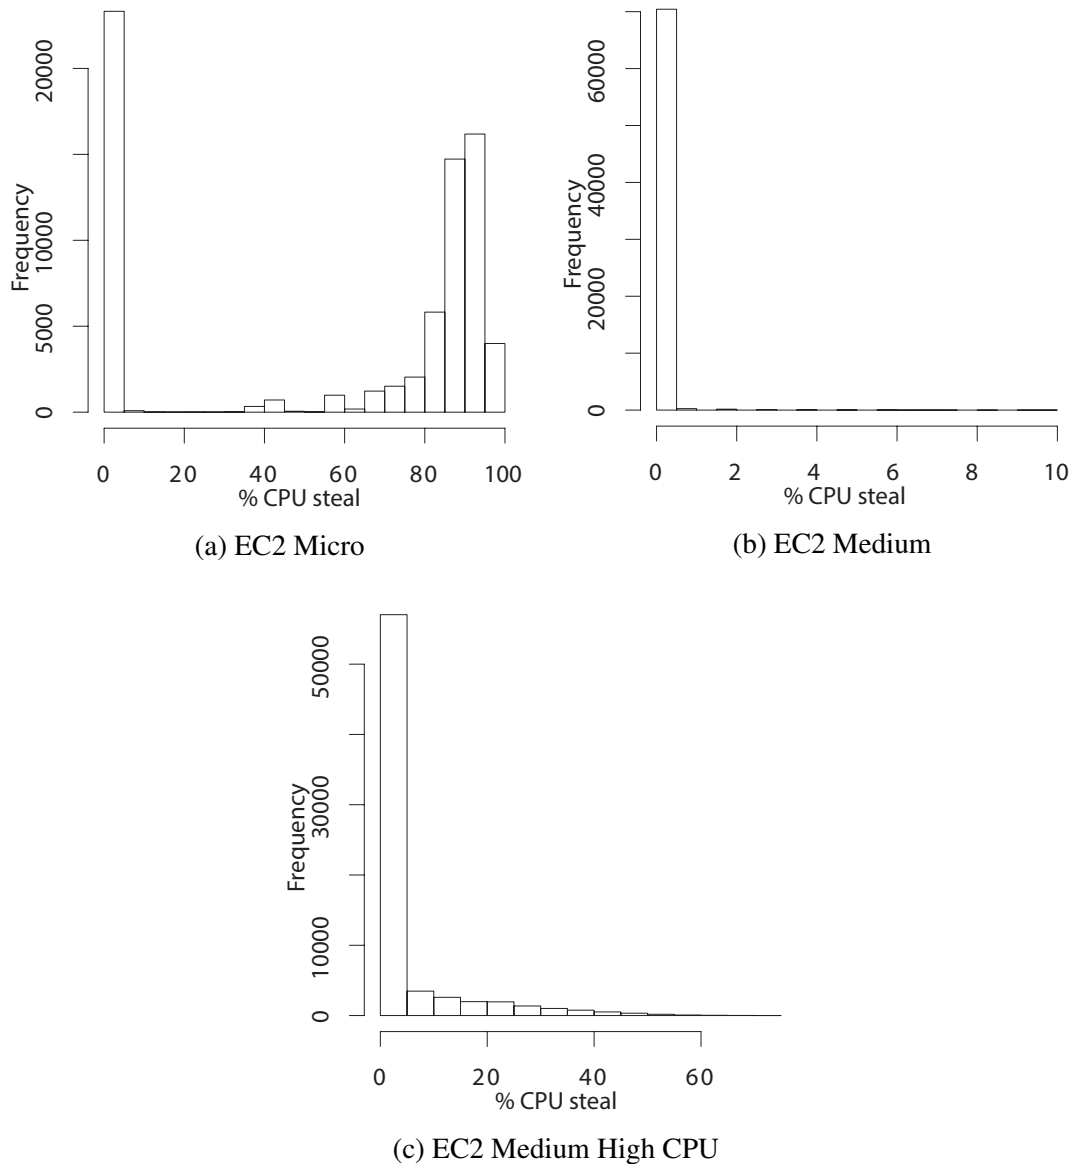 Frequency
0
5000
10000
20000
0 20 40 60 80 100
% CPU steal
(a) EC2 Micro
Frequency
0
20000
40000
60000
0 2 4 6 8 10
% CPU steal
(b) EC2 Medium
Frequency
0
10000
30000
50000
0 20 40 60
% CPU steal
(c) EC2 Medium High CPU